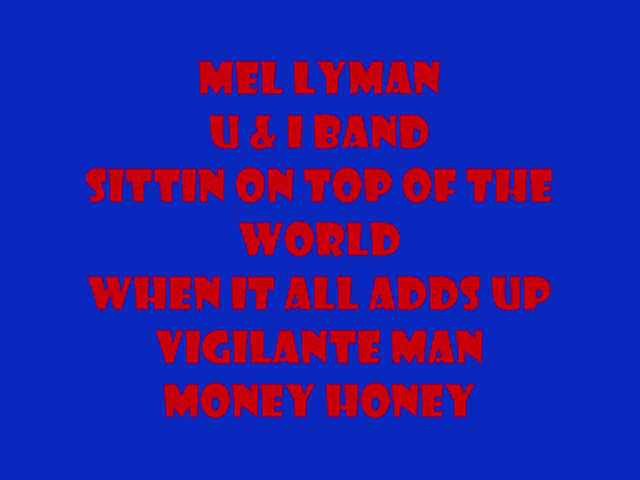 MEL LYMAN
U & I BAND
SITTIN ON TOP OF THE
WORLD
WHEN IT ALL ADDS UP
VIGILANTE MAN
MONEY HONEY